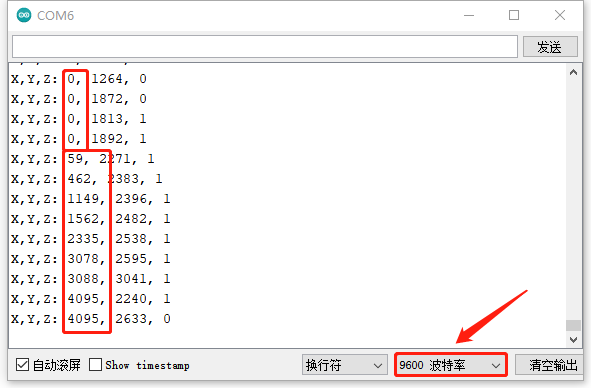 COM6
发送
X,Y,Z: 0, 1264, 0
X,Y,Z: 0, 1872, 0
X,Y,Z: 0, 1813, 1
X,Y,Z: 0, 1892, 1
X,Y,Z: 59, 2271, 1
X,Y,Z: 462, 2383, 1
X,Y,Z: 1149, 2396, 1
X,Y,Z: 1562, 2482, 1
X,Y,Z: 2335, 2538, 1
X,Y,Z: 3078, 2595, 1
X,Y,Z: 3088, 3041, 1
X,Y,Z: 4095, 2240, 1
X,Y,Z: 4095, 2633, 0
自动滚屏 Show timestamp 换行符 9600 波特率 清空输出